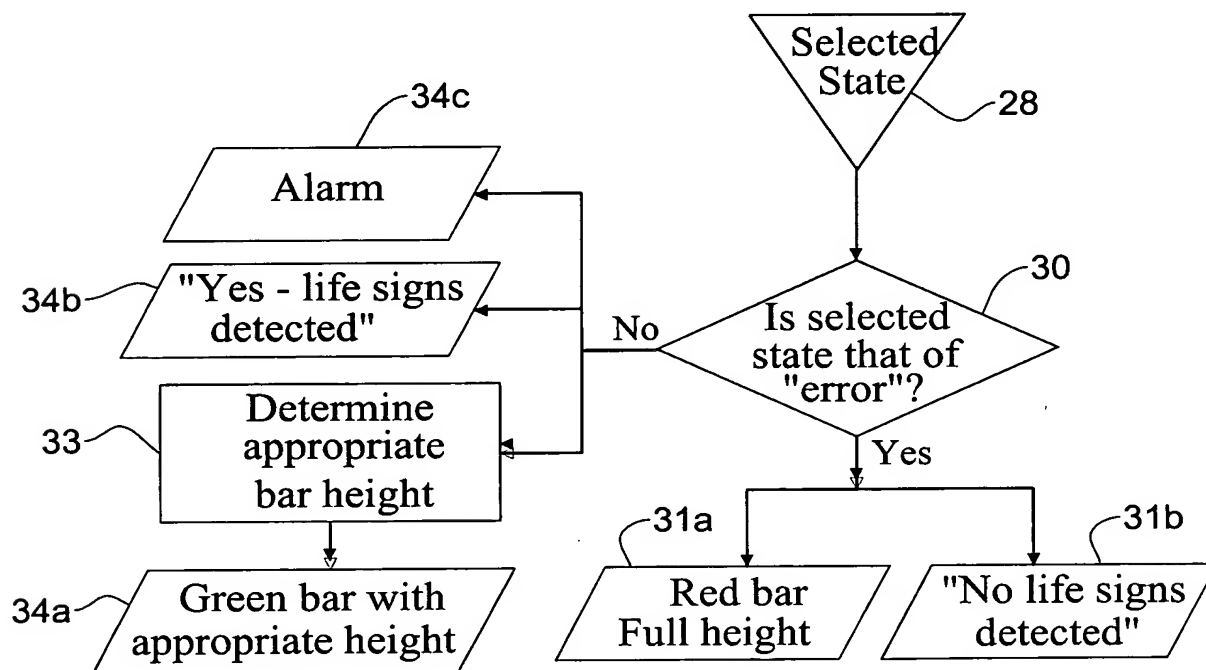 Selected
State
28
34c
Alarm
34b
"Yes - life signs
detected"
No
30
Is selected
state that of
"error"?
33
Determine
appropriate
bar height
Yes
31a
31b
34a
Green bar with
appropriate height
Red bar
Full height
"No life signs
detected"